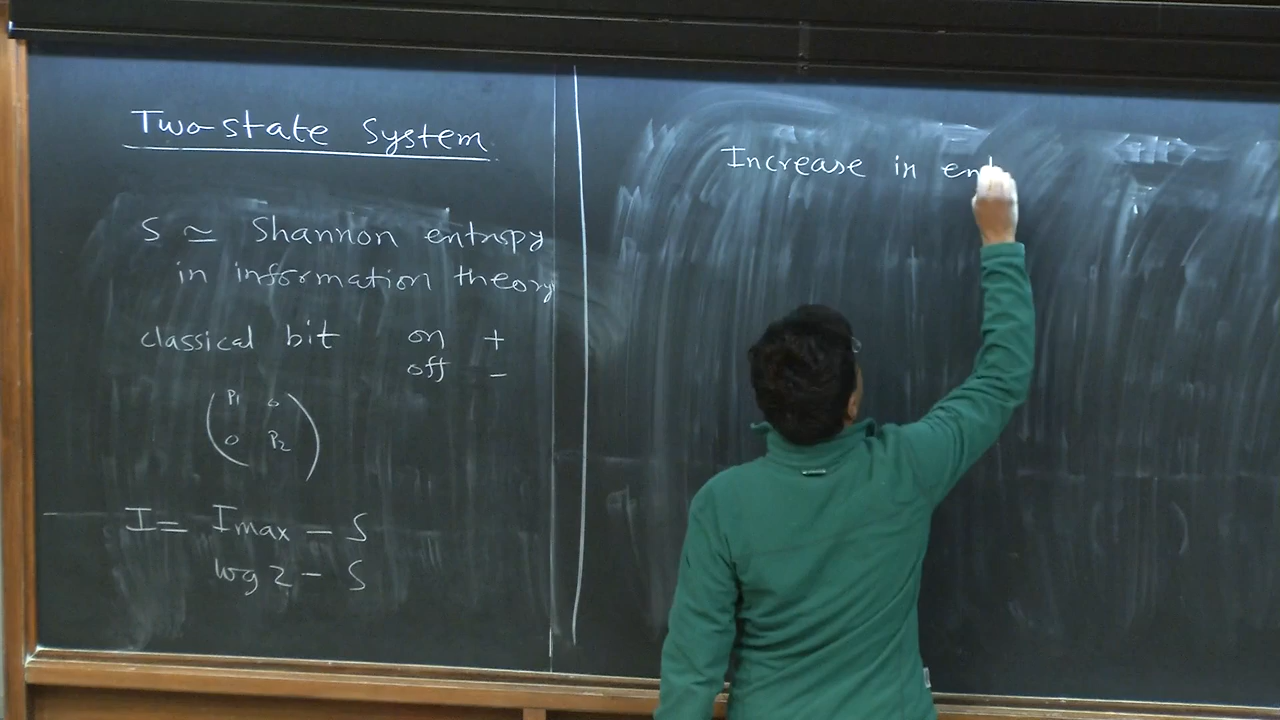 Two-state System
S ≃ Shannon entropy
in information theory
classical bit on +
off -
P1 0
0 P2
I = Imax - S
log 2 - S
Increase in ent